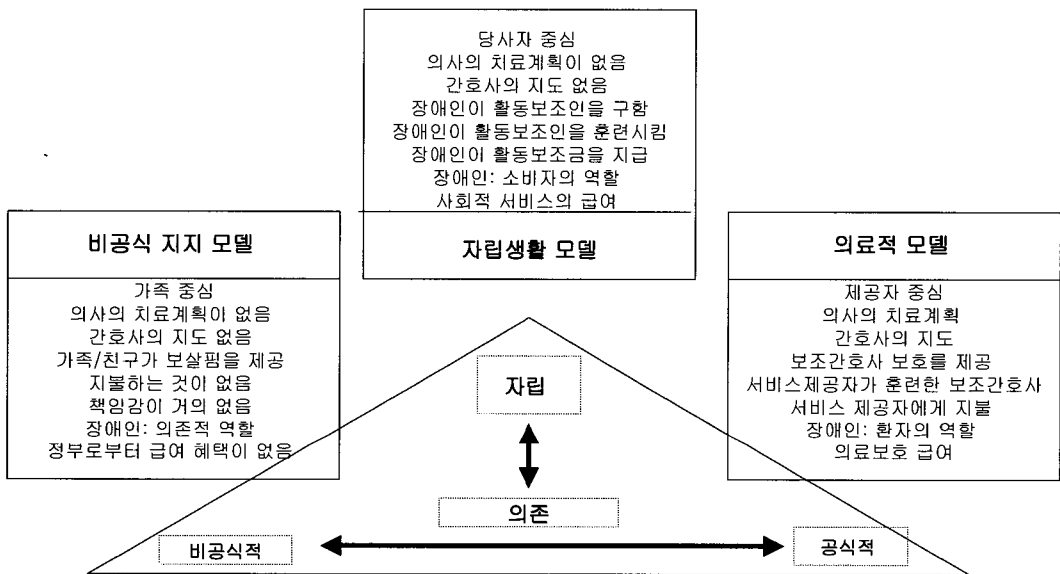 당사자 중심
의사의 치료계획이 없음
간호사의 지도 없음
장애인이 활동보조인을 구함
장애인이 활동보조인을 훈련시킴
장애인이 활동보조금을 지급
장애인: 소비자의 역할
사회적 서비스의 급여
자립생활 모델
비공식 지지 모델
가족 중심
의사의 치료계획이 없음
간호사의 지도 없음
가족/친구가 보살핌을 제공
지불하는 것이 없음
책임감이 거의 없음
장애인: 의존적 역할
정부로부터 급여 혜택이 없음
의료적 모델
제공자 중심
의사의 치료계획
간호사의 지도
보조간호사 보호를 제공
서비스제공자가 훈련한 보조간호사
서비스 제공자에게 지불
장애인: 환자의 역할
의료보호 급여
자립
의존
비공식적
공식적